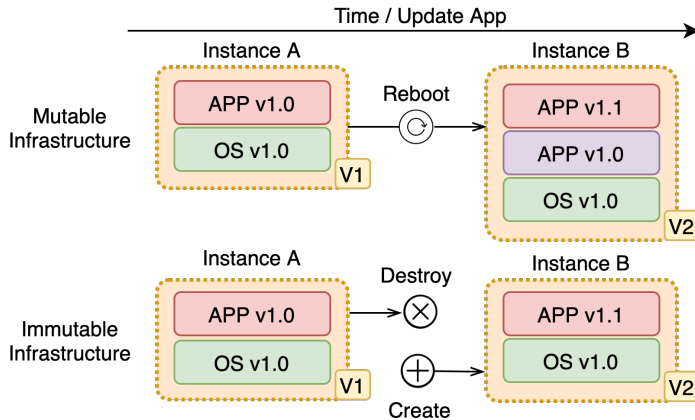 Time / Update App
Instance A
Instance B
Mutable
Infrastructure
APP v1.0
OS v1.0
V1
Reboot
APP v1.1
APP v1.0
OS v1.0
V2
Instance A
Instance B
Immutable
Infrastructure
APP v1.0
OS v1.0
V1
Destroy
Create
APP v1.1
OS v1.0
V2